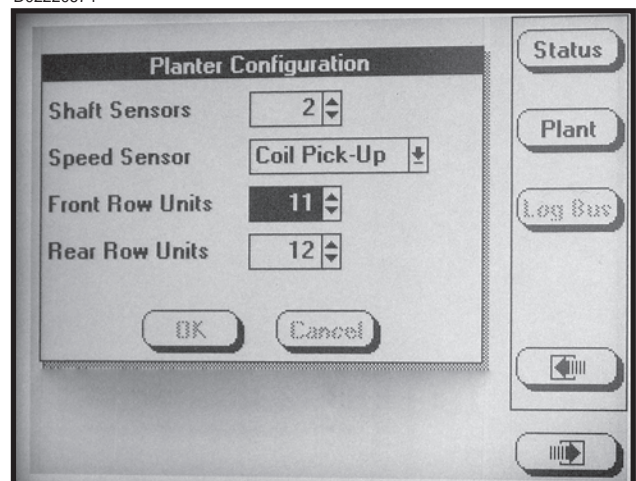 Planter Configuration
Shaft Sensors 2
Speed Sensor Coil Pick-Up
Front Row Units 11
Rear Row Units 12
OK Cancel
Status
Plant
Log Bus